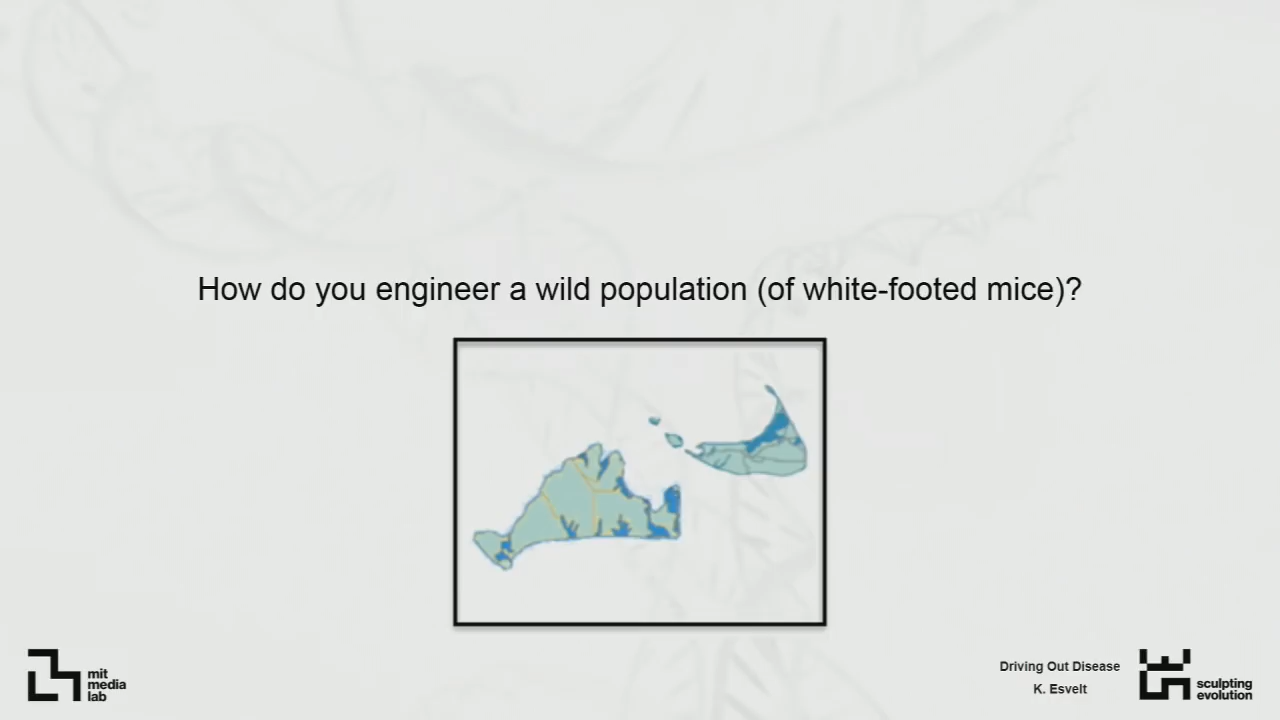 How do you engineer a wild population (of white-footed mice)?
mit
media
lab
Driving Out Disease
K. Esvelt
sculpting
evolution